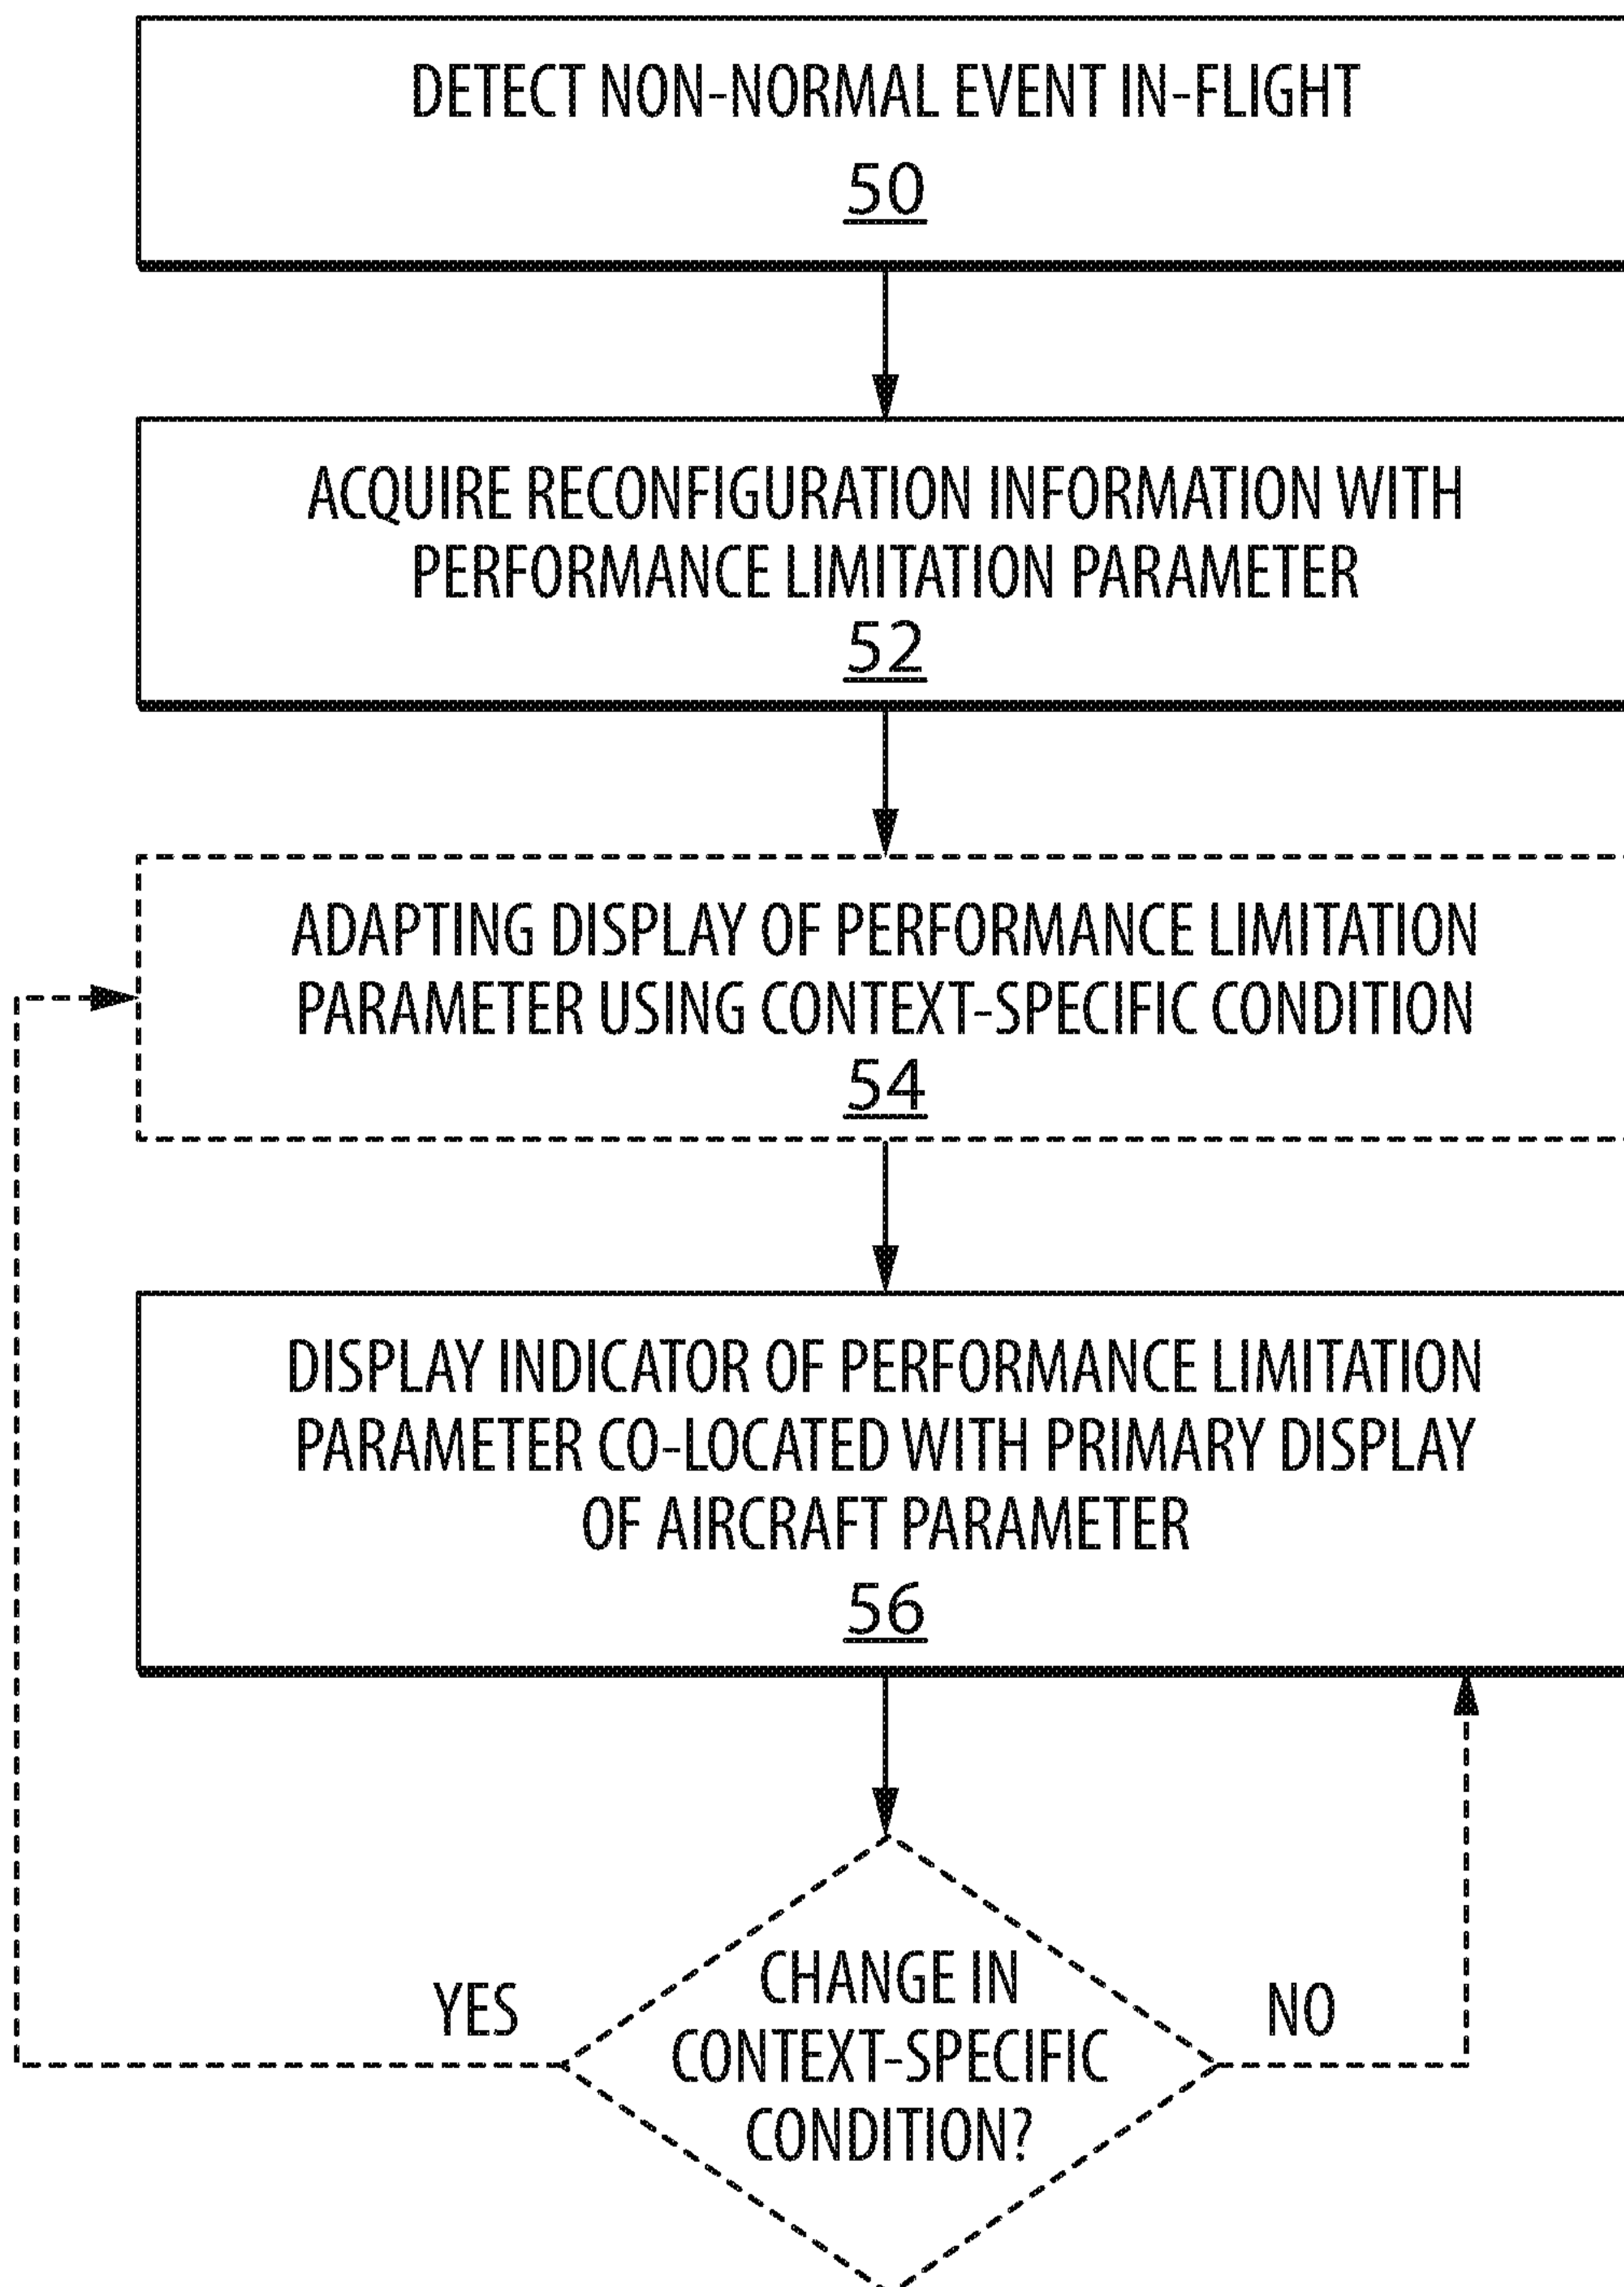 DETECT NON-NORMAL EVENT IN-FLIGHT
50
ACQUIRE RECONFIGURATION INFORMATION WITH
PERFORMANCE LIMITATION PARAMETER
52
ADAPTING DISPLAY OF PERFORMANCE LIMITATION
PARAMETER USING CONTEXT-SPECIFIC CONDITION
54
DISPLAY INDICATOR OF PERFORMANCE LIMITATION
PARAMETER CO-LOCATED WITH PRIMARY DISPLAY
OF AIRCRAFT PARAMETER
56
YES
CHANGE IN
CONTEXT-SPECIFIC
CONDITION?
NO